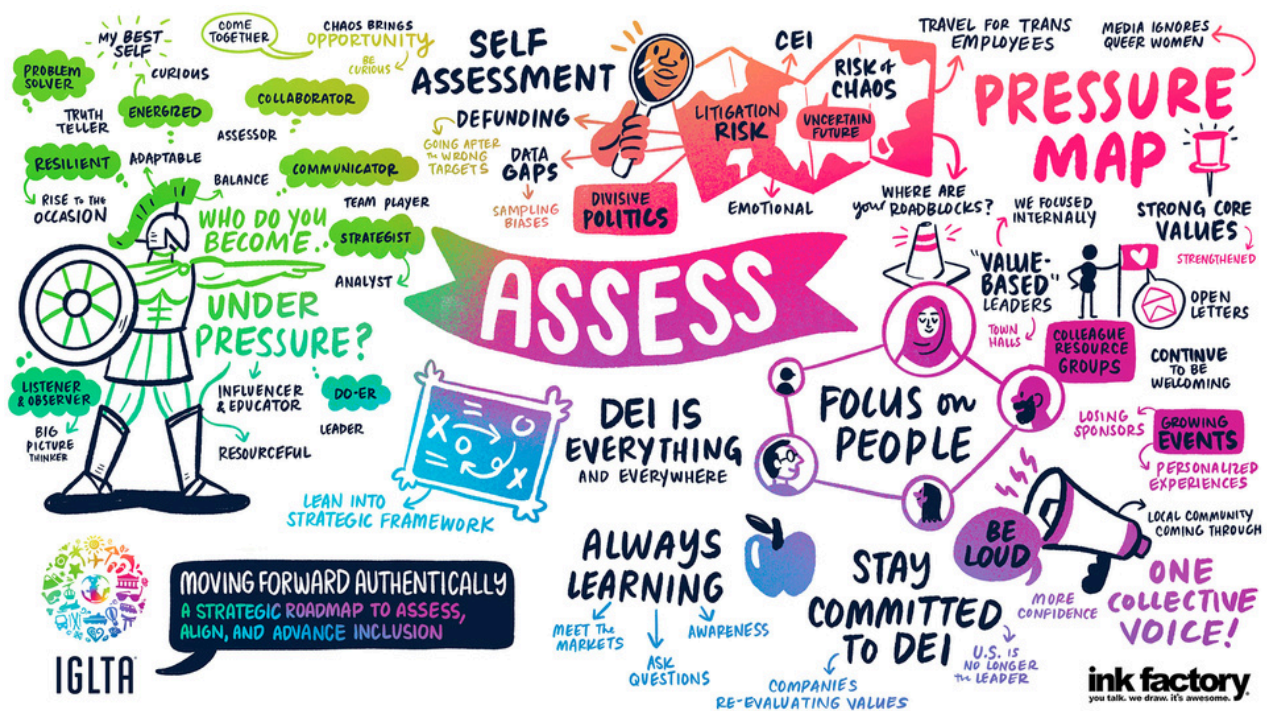 MY BEST
SELF
COME
TOGETHER
CHAOS BRINGS
OPPORTUNITY
BE
CURIOUS
PROBLEM
SOLVER
CURIOUS
TRUTH
TELLER
ENERGIZED
COLLABORATOR
ASSESSOR
RESILIENT
ADAPTABLE
COMMUNICATOR
BALANCE
RISE TO THE
OCCASION
TEAM PLAYER
WHO DO YOU
BECOME...
STRATEGIST
ANALYST
UNDER
PRESSURE?
LISTENER
& OBSERVER
INFLUENCER
& EDUCATOR
DO-ER
BIG
PICTURE
THINKER
LEADER
RESOURCEFUL
SELF
ASSESSMENT
DEFUNDING
GOING AFTER
THE WRONG
TARGETS
DATA
GAPS
SAMPLING
BIASES
DIVISIVE
POLITICS
LITIGATION
RISK
CEI
RISK &
CHAOS
UNCERTAIN
FUTURE
EMOTIONAL
TRAVEL FOR TRANS
EMPLOYEES
MEDIA IGNORES
QUEER WOMEN
PRESSURE
MAP
WHERE ARE
your ROADBLOCKS?
WE FOCUSED
INTERNALLY
STRONG CORE
VALUES
STRENGTHENED
"VALUE-
BASED"
LEADERS
TOWN
HALLS
OPEN
LETTERS
COLLEAGUE
RESOURCE
GROUPS
CONTINUE
TO BE
WELCOMING
ASSESS
LEAN INTO
STRATEGIC FRAMEWORK
DEI IS
EVERYTHING
AND EVERYWHERE
FOCUS on
PEOPLE
LOSING
SPONSORS
GROWING
EVENTS
PERSONALIZED
EXPERIENCES
LOCAL COMMUNITY
COMING THROUGH
BE
LOUD
MORE
CONFIDENCE
ONE
COLLECTIVE
VOICE!
ALWAYS
LEARNING
MEET THE
MARKETS
ASK
QUESTIONS
AWARENESS
STAY
COMMITTED
TO DEI
COMPANIES
RE-EVALUATING VALUES
U.S. IS
NO LONGER
THE LEADER
IGLTA
MOVING FORWARD AUTHENTICALLY
A STRATEGIC ROADMAP TO ASSESS,
ALIGN, AND ADVANCE INCLUSION
ink factory
you talk. we draw. it's awesome.